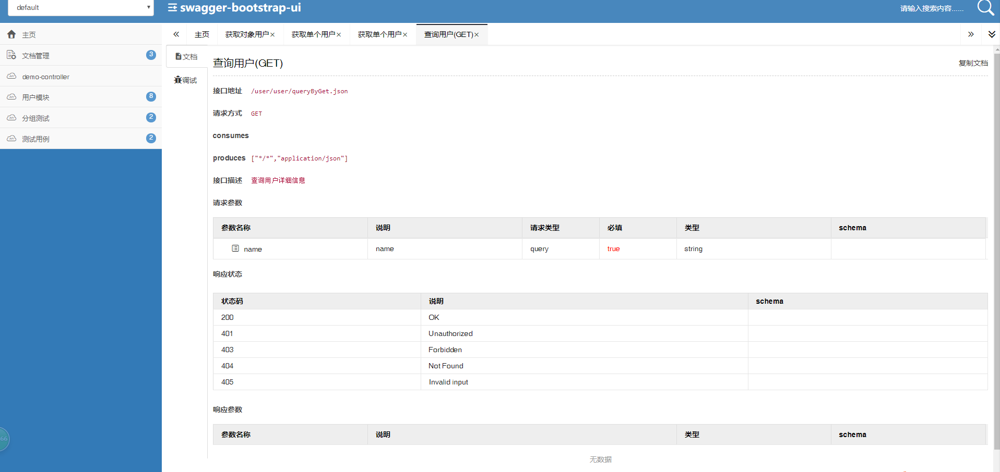 default
swagger-bootstrap-ui
请输入搜索内容......
主页
文档管理
3
demo-controller
用户模块
8
分组测试
2
测试用例
2
主页
获取对象用户×
获取单个用户×
获取单个用户×
查询用户(GET)×
文档
调试
查询用户(GET)
复制文档
接口地址 /user/user/queryByGet.json
请求方式 GET
consumes
produces ["*/*","application/json"]
接口描述 查询用户详细信息
请求参数
参数名称 说明 请求类型 必填 类型 schema
name name query true string
响应状态
状态码 说明 schema
200 OK
401 Unauthorized
403 Forbidden
404 Not Found
405 Invalid input
响应参数
参数名称 说明 类型 schema
无数据
66